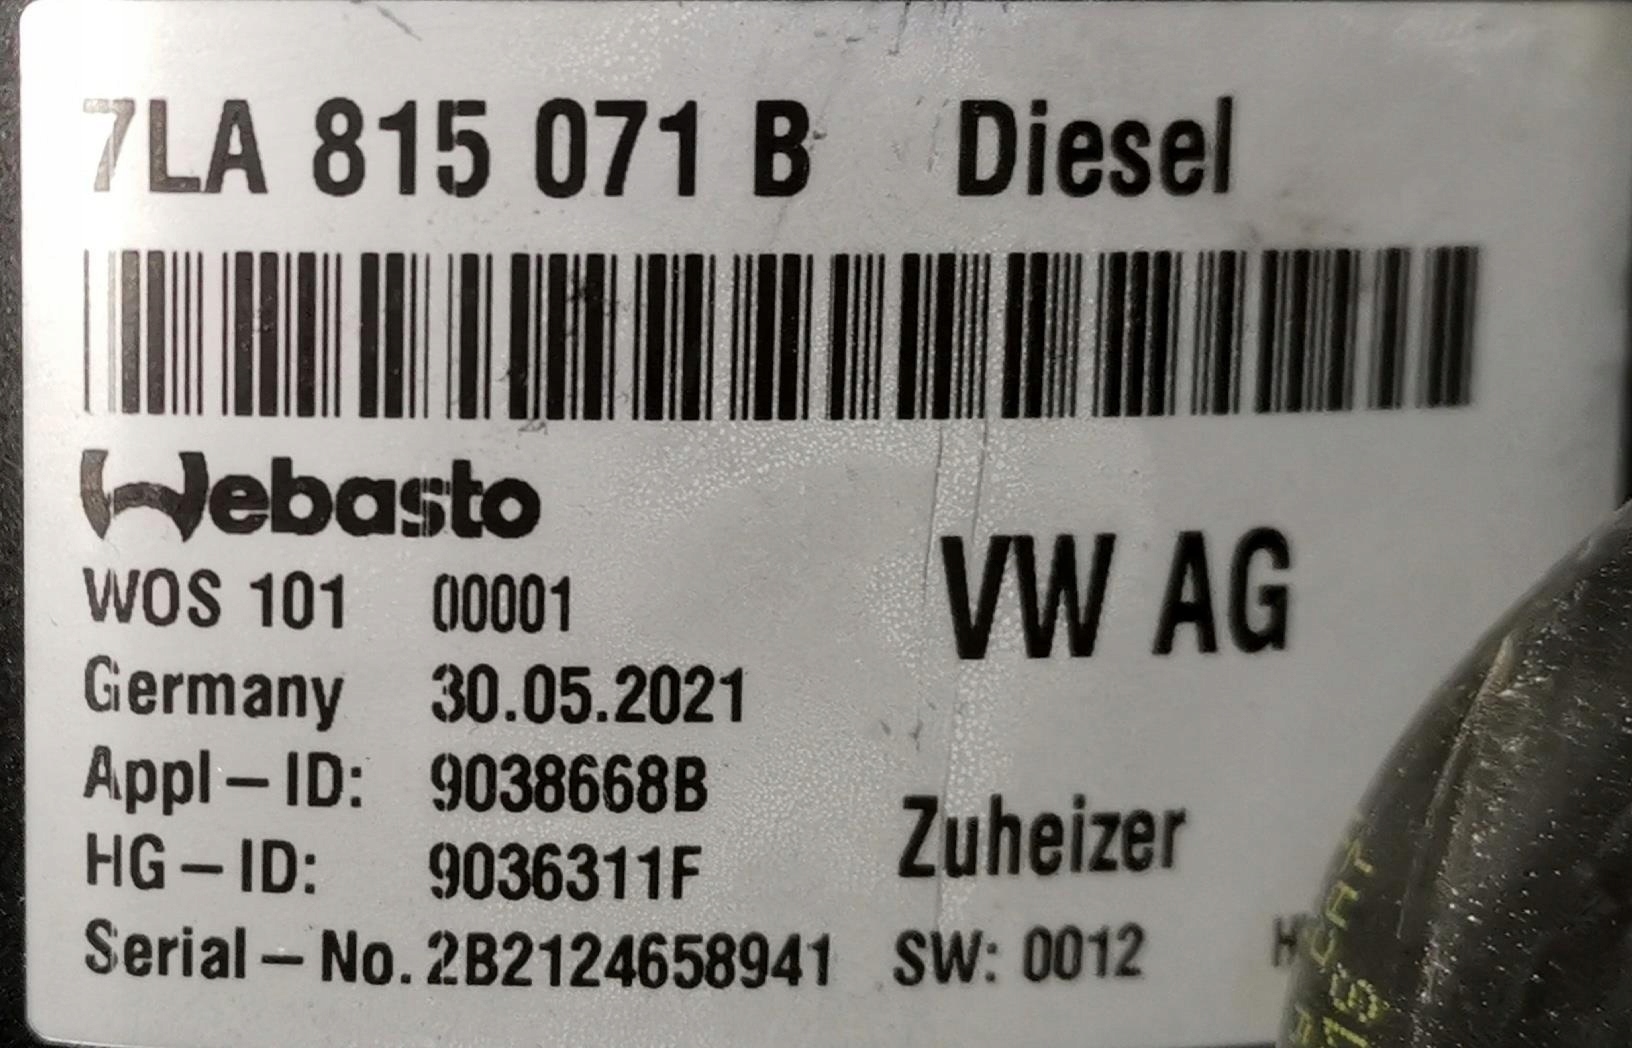 7LA 815 071 B Diesel
Webasto
WOS 101 00001
VW AG
Germany 30.05.2021
Appl-ID: 9038668B
Zuheizer
HG-ID: 9036311F
Serial-No. 2B2124658941 SW: 0012 H
15